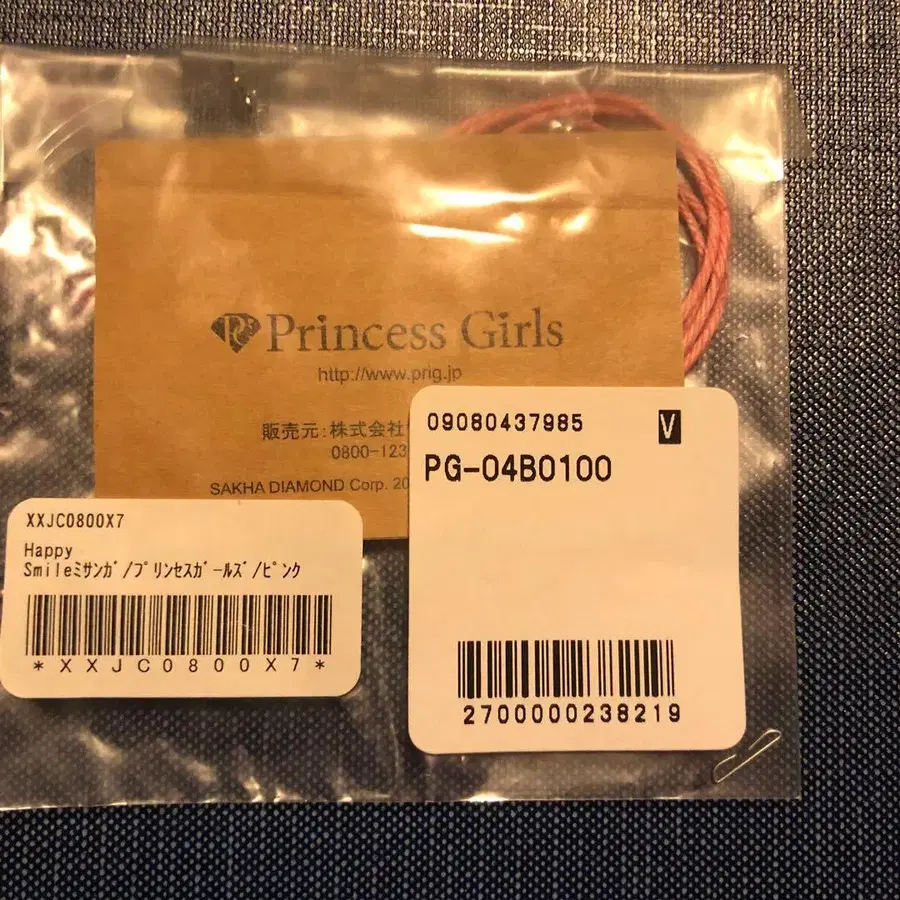 Princess Girls
http://www.prig.jp
販売元:株式会社
0800-123
SAKHA DIAMOND Corp. 20
09080437985 V
PG-04B0100
2700000238219
XXJC0800X7
Happy
Smileミサンガ/プリンセスガールズ/ピンク
*XXJC0800X7*